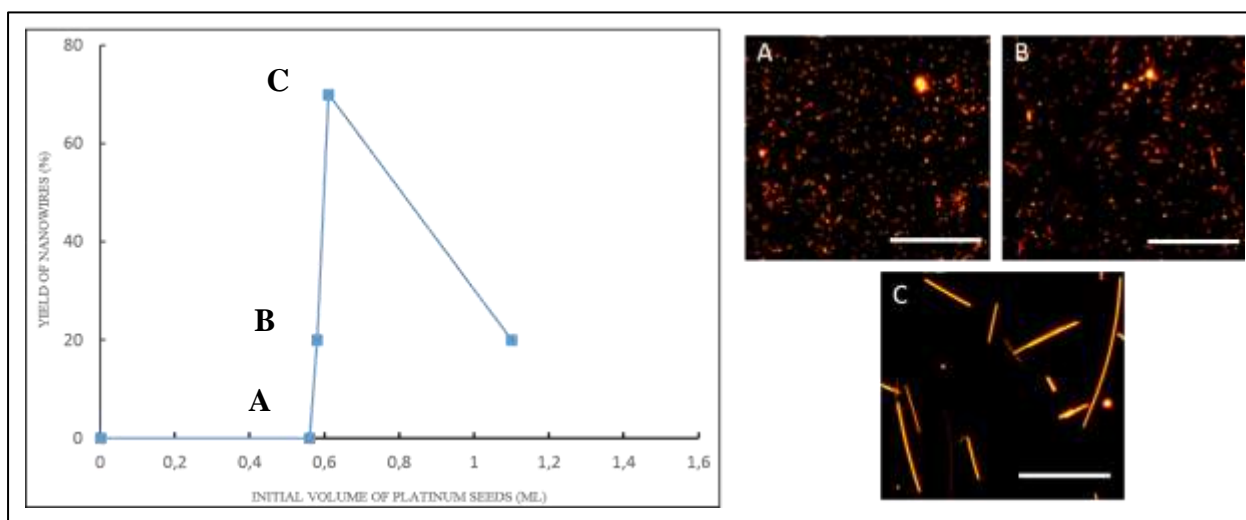 80
60
40
20
0
YIELD OF NANOWIRES (%)
C
B
A
0 0,2 0,4 0,6 0,8 1 1,2 1,4 1,6
INITIAL VOLUME OF PLATINUM SEEDS (ML)
A
B
C